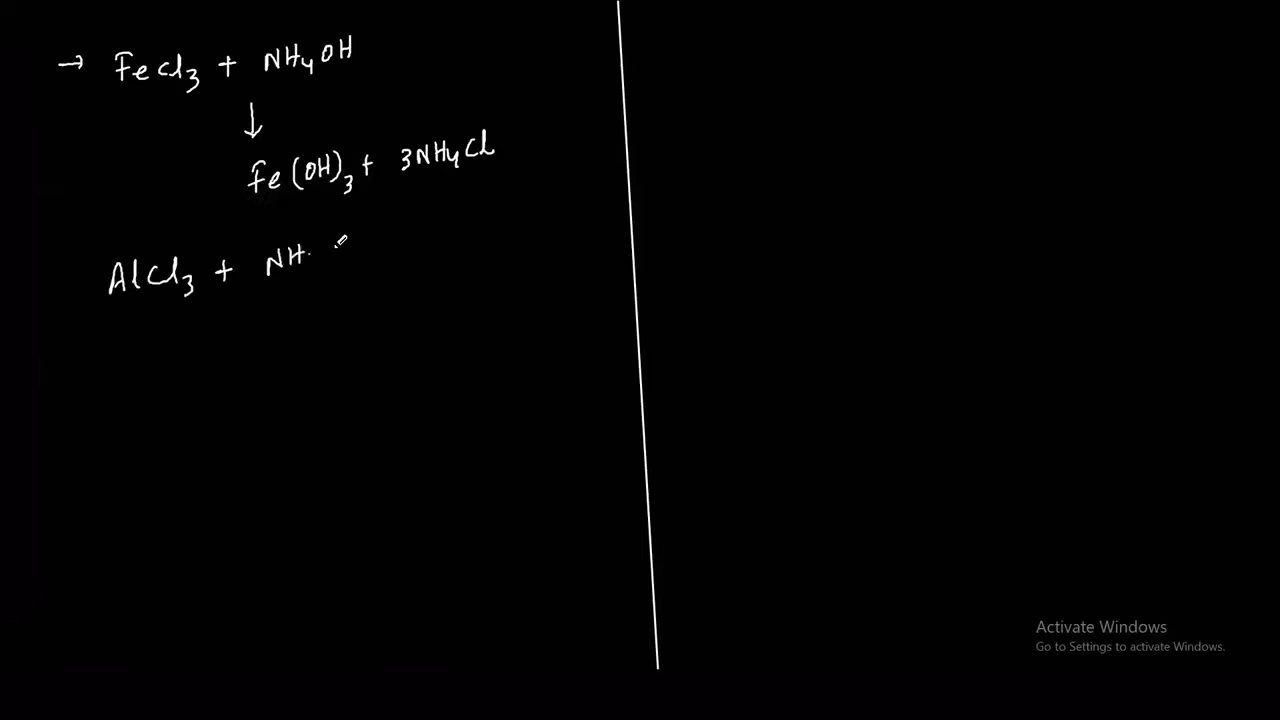 → FeCl₃ + NH₄OH
↓
Fe(OH)₃ + 3NH₄Cl
AlCl₃ + NH
Activate Windows
Go to Settings to activate Windows.